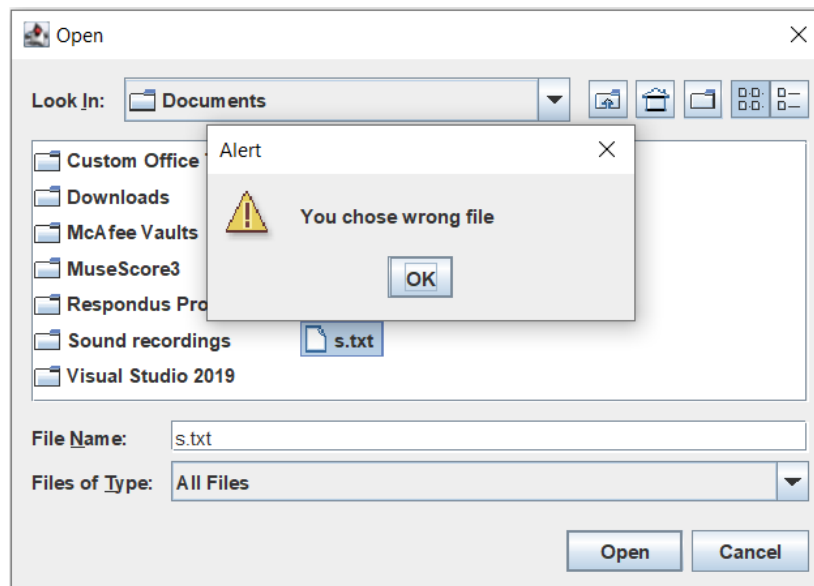 Open
Look In: Documents
Custom Office
Downloads
McAfee Vaults
MuseScore3
Respondus Pro
Sound recordings
Visual Studio 2019
s.txt
Alert
You chose wrong file
OK
File Name: s.txt
Files of Type: All Files
Open Cancel